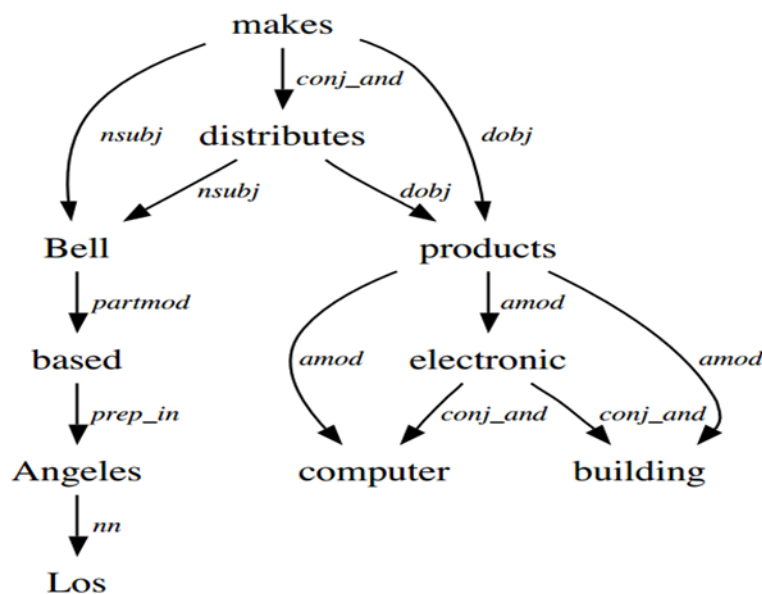 makes
conj_and
nsubj distributes dobj
nsubj dobj
Bell products
partmod amod
based amod electronic amod
prep_in conj_and conj_and
Angeles computer building
nn
Los